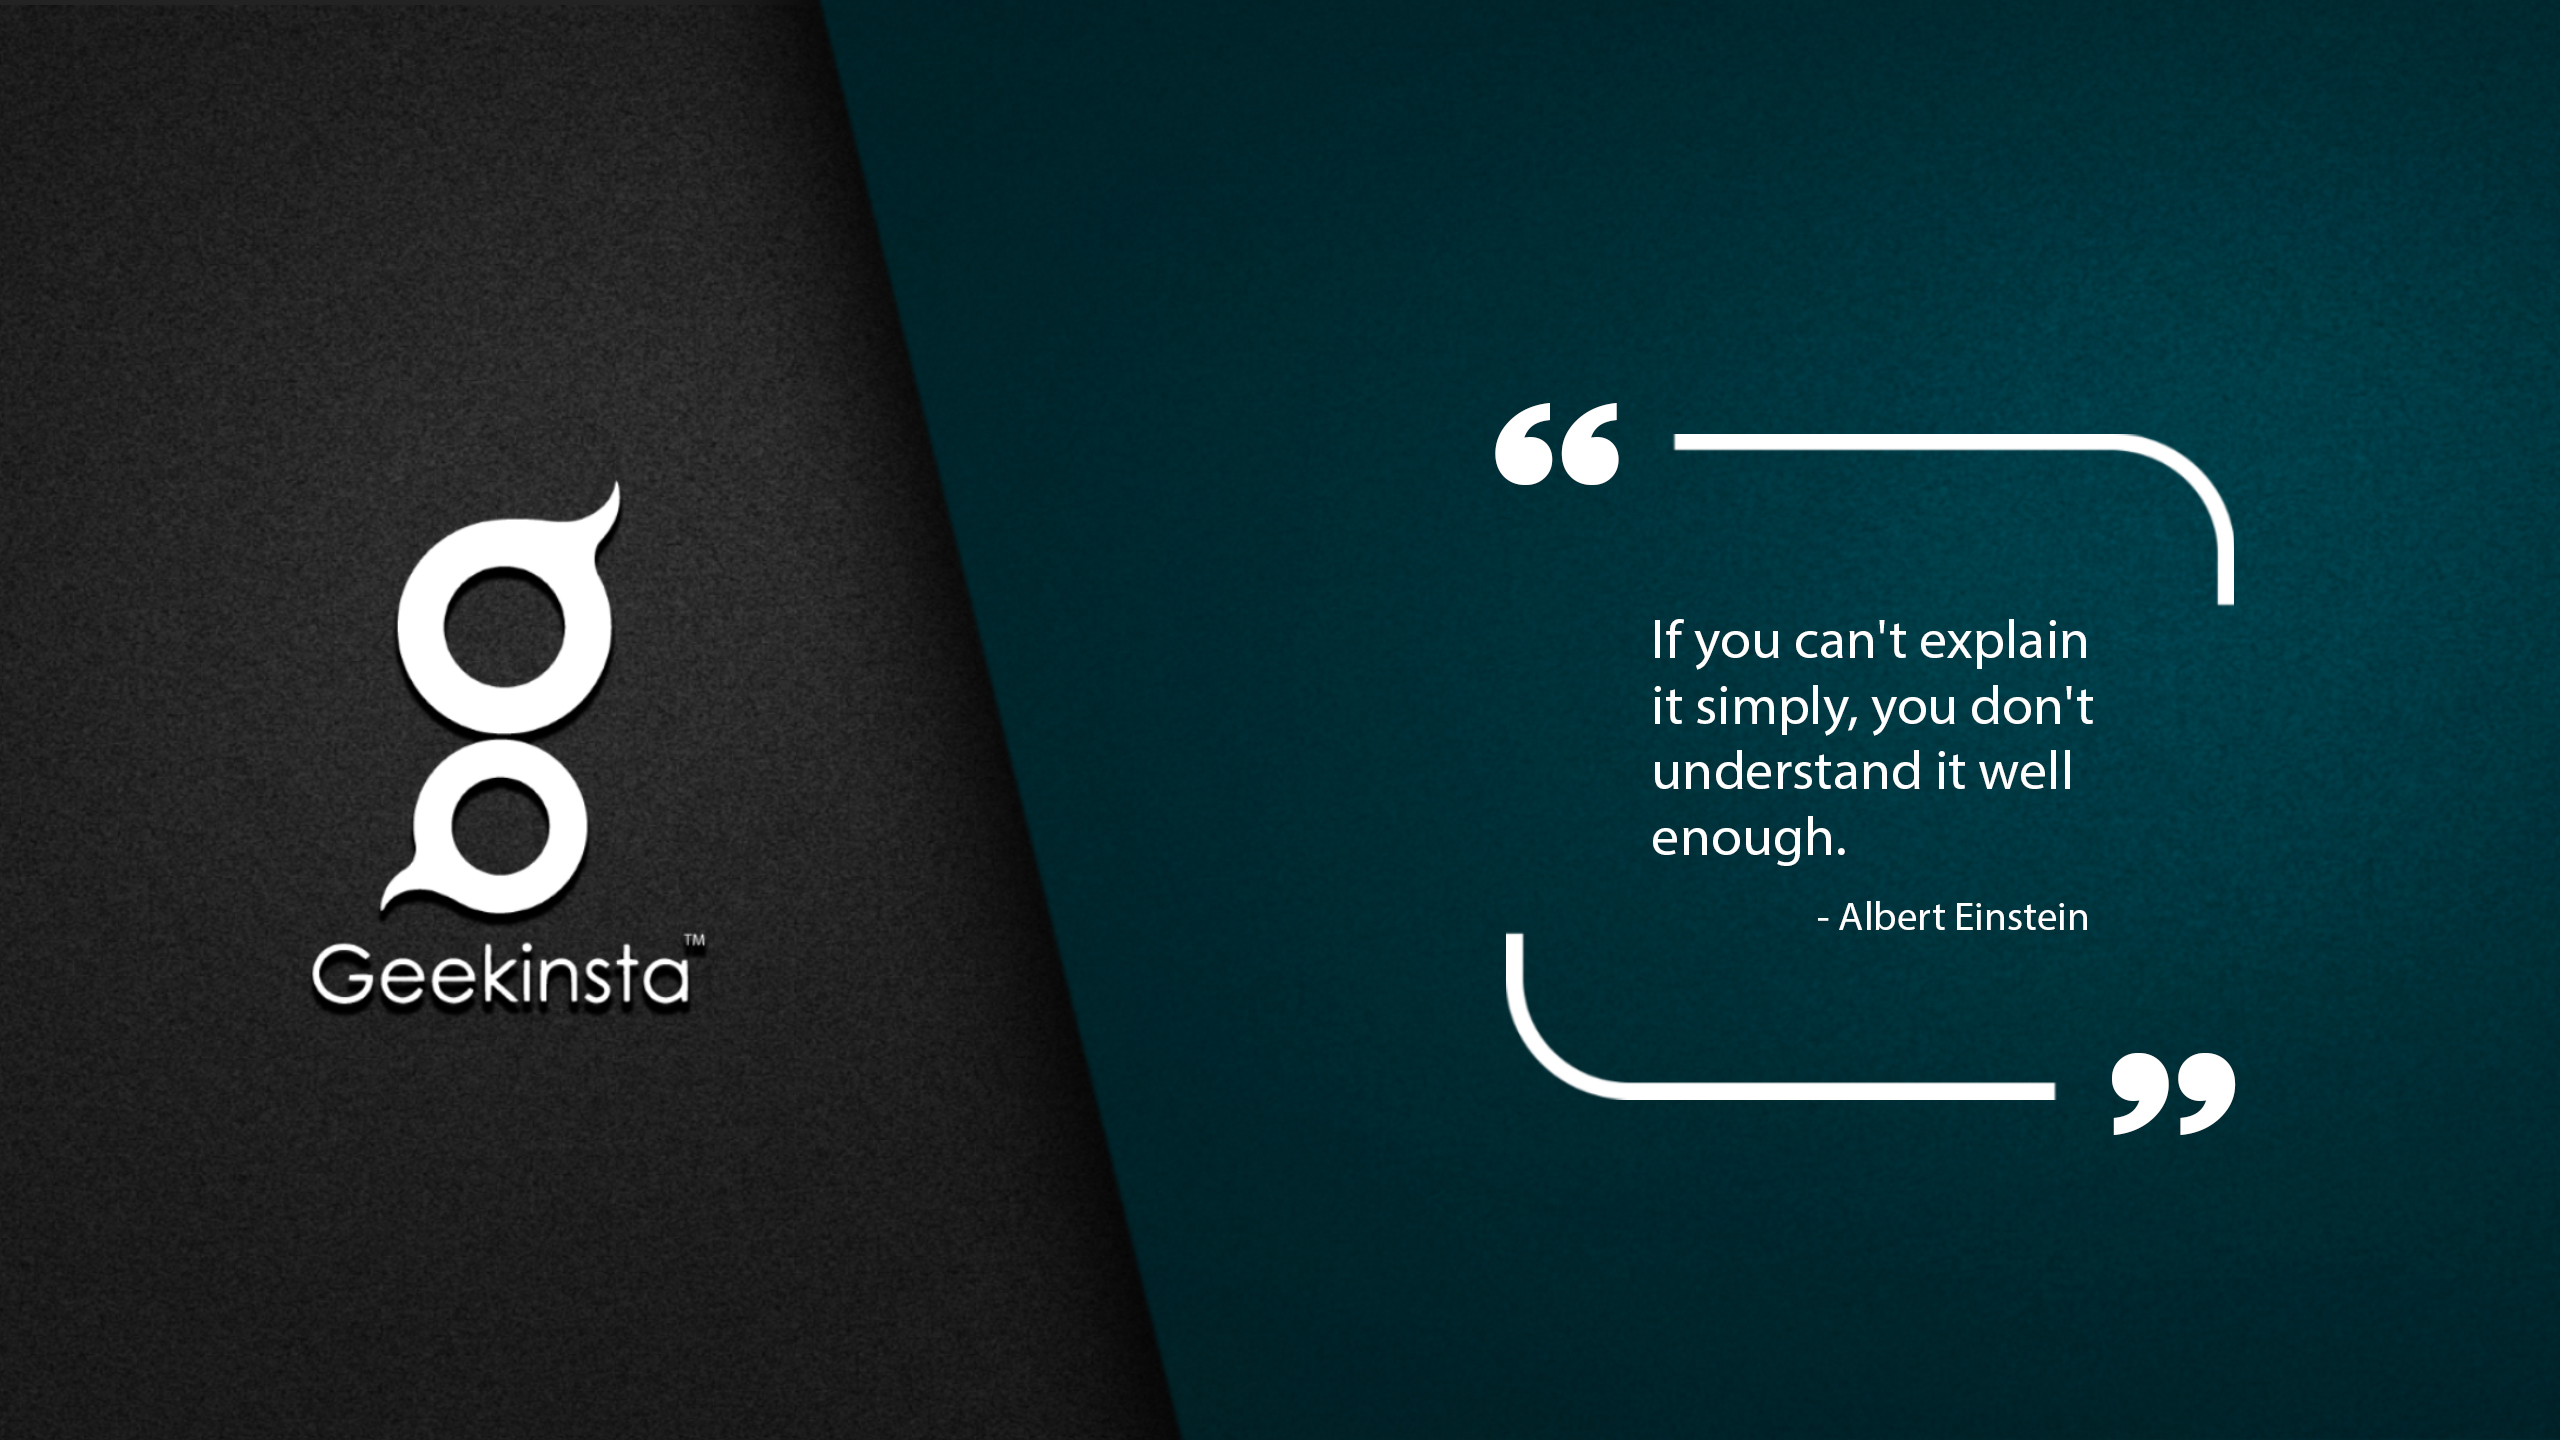 Geekinsta™
“
If you can't explain
it simply, you don't
understand it well
enough.
- Albert Einstein
”